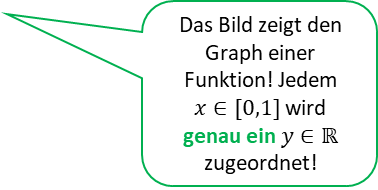 Das Bild zeigt den
Graph einer
Funktion! Jedem
𝑥 ∈ [0,1] wird
genau ein 𝑦 ∈ ℝ
zugeordnet!